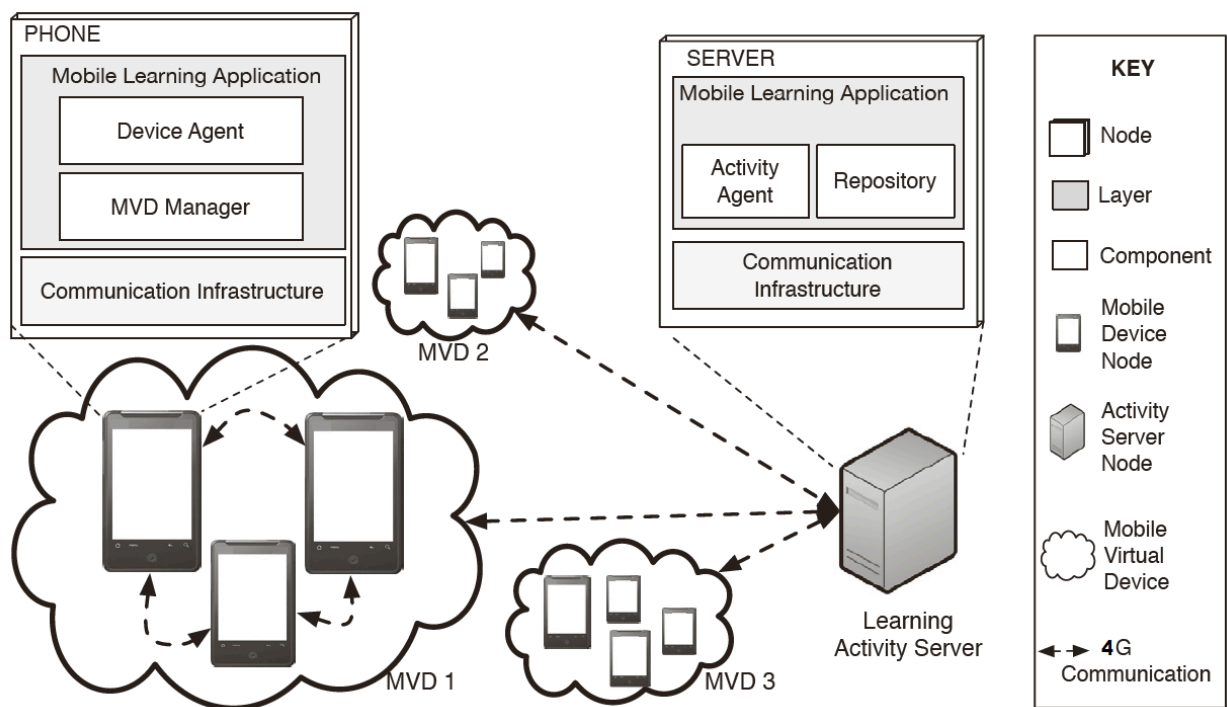 PHONE
Mobile Learning Application
Device Agent
MVD Manager
Communication Infrastructure
SERVER
Mobile Learning Application
Activity
Agent
Repository
Communication
Infrastructure
MVD 2
MVD 1
MVD 3
Learning
Activity Server
KEY
Node
Layer
Component
Mobile
Device
Node
Activity
Server
Node
Mobile
Virtual
Device
4G
Communication